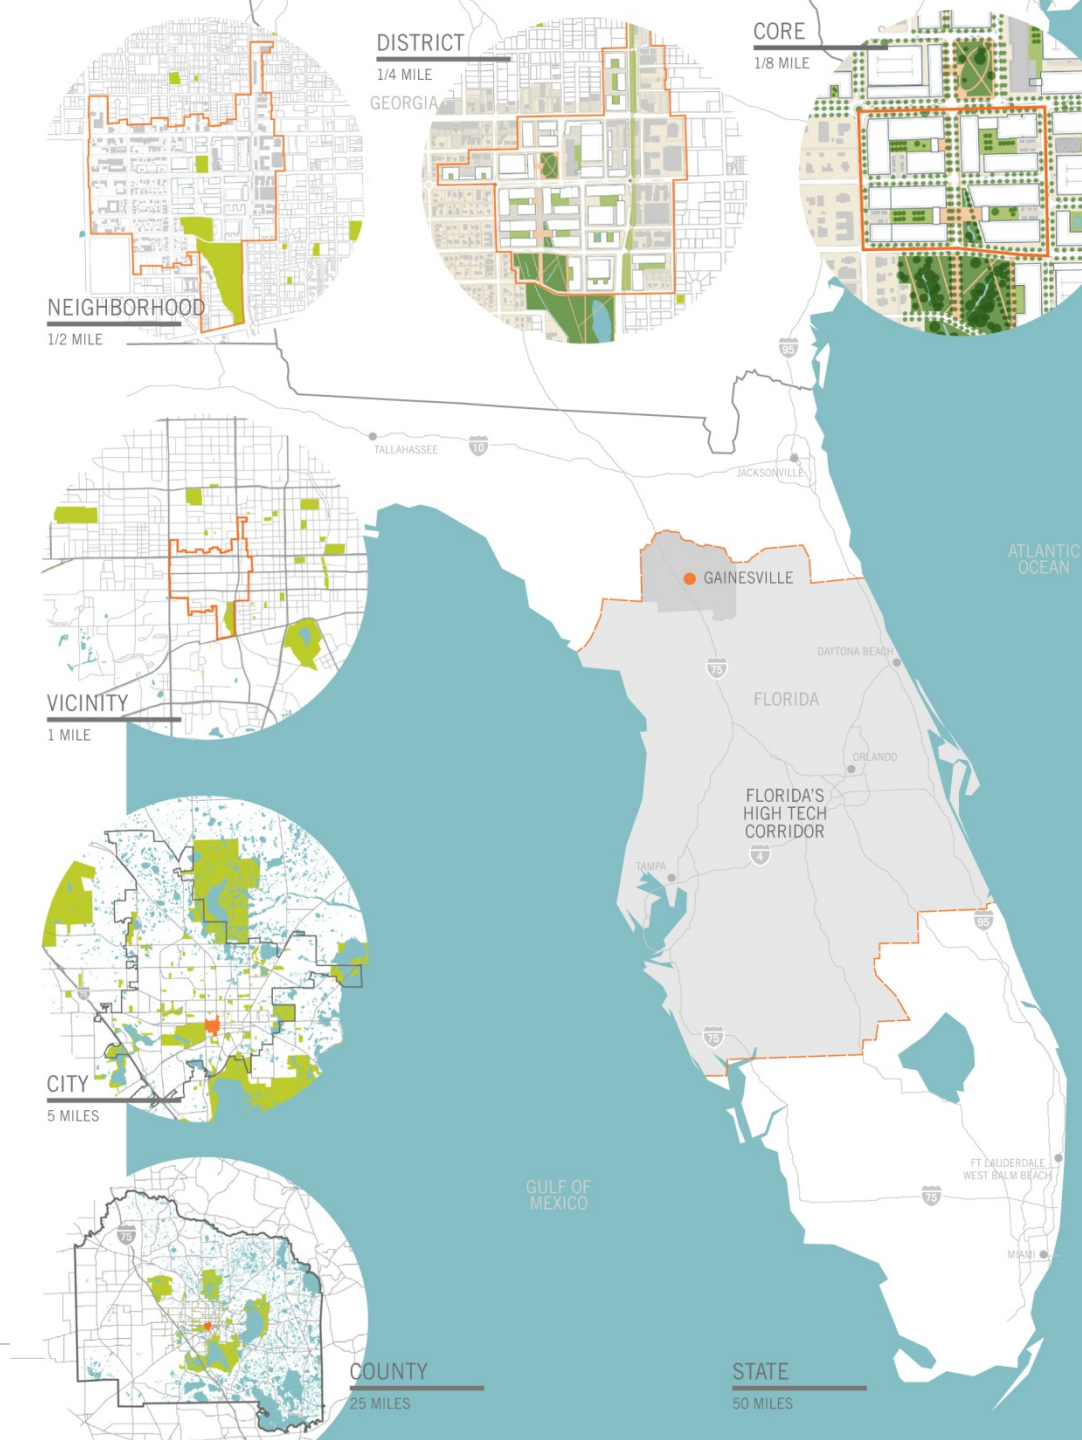 DISTRICT
1/4 MILE
GEORGIA
CORE
1/8 MILE
NEIGHBORHOOD
1/2 MILE
95
TALLAHASSEE
10
JACKSONVILLE
ATLANTIC
OCEAN
GAINESVILLE
DAYTONA BEACH
75
FLORIDA
VICINITY
1 MILE
ORLANDO
FLORIDA'S
HIGH TECH
CORRIDOR
4
TAMPA
95
75
75
CITY
5 MILES
FT LAUDERDALE
WEST BALM BEACH
GULF OF
MEXICO
75
75
MIAMI
COUNTY
25 MILES
STATE
50 MILES